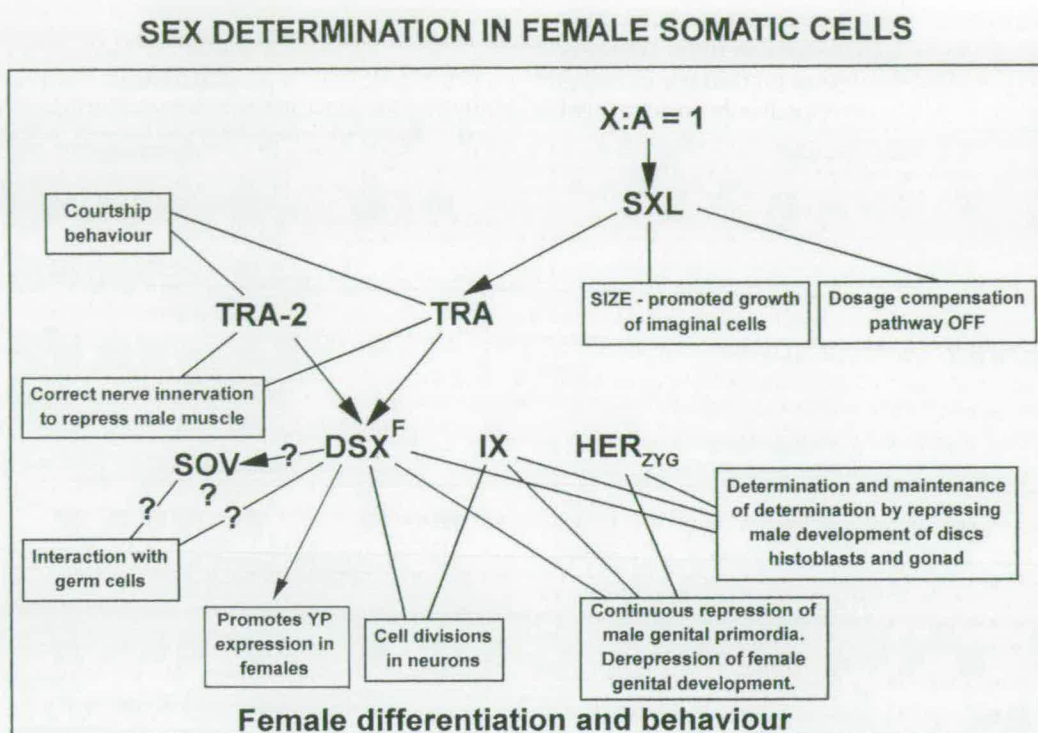 SEX DETERMINATION IN FEMALE SOMATIC CELLS
X:A = 1
SXL
Courtship
behaviour
TRA-2
TRA
SIZE - promoted growth
of imaginal cells
Dosage compensation
pathway OFF
Correct nerve innervation
to repress male muscle
SOV
?
DSX F
IX
HER ZYG
?
?
?
Determination and maintenance
of determination by repressing
male development of discs
histoblasts and gonad
Interaction with
germ cells
Promotes YP
expression in
females
Cell divisions
in neurons
Continuous repression of
male genital primordia.
Derepression of female
genital development.
Female differentiation and behaviour